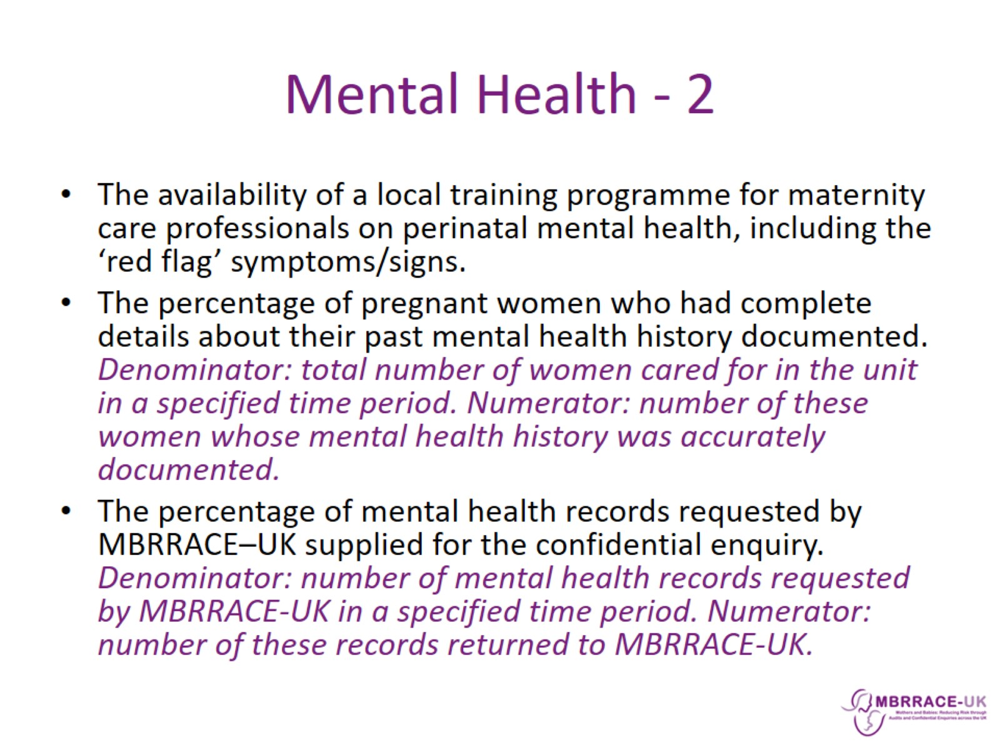 Mental Health - 2
• The availability of a local training programme for maternity
care professionals on perinatal mental health, including the
‘red flag’ symptoms/signs.
• The percentage of pregnant women who had complete
details about their past mental health history documented.
Denominator: total number of women cared for in the unit
in a specified time period. Numerator: number of these
women whose mental health history was accurately
documented.
• The percentage of mental health records requested by
MBRRACE–UK supplied for the confidential enquiry.
Denominator: number of mental health records requested
by MBRRACE-UK in a specified time period. Numerator:
number of these records returned to MBRRACE-UK.
MBRRACE-UK
Mothers and Babies: Reducing Risk through
Audits and Confidential Enquiries across the UK